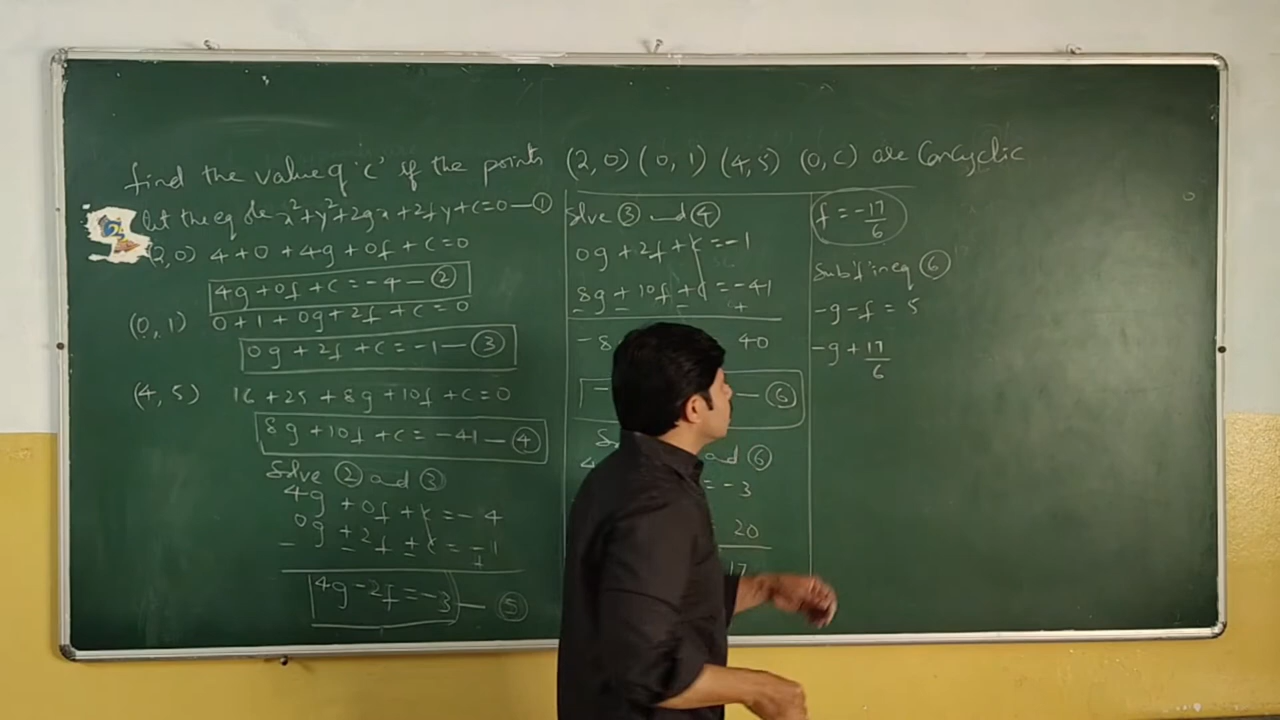 find the value of 'c' if the points (2,0) (0,1) (4,5) (0,c) are Concyclic
let the eq be x²+y²+2gx+2fy+c=0 — ①
(2,0) 4+0+4g+0f+c=0
4g+0f+c=-4 — ②
(0,1) 0+1+0g+2f+c=0
0g+2f+c=-1 — ③
(4,5) 16+25+8g+10f+c=0
8g+10f+c=-41 — ④
Solve ② and ③
4g+0f+c=-4
0g+2f+c=-1
- - - +
4g-2f=-3 — ⑤
Solve ③ and ④
0g+2f+c=-1
8g+10f+c=-41
- - - +
-8 40
- — ⑥
and ⑥
4 =-3
20
17
f=-17/6
Sub 'f' in eq ⑥
-g-f=5
-g+17/6